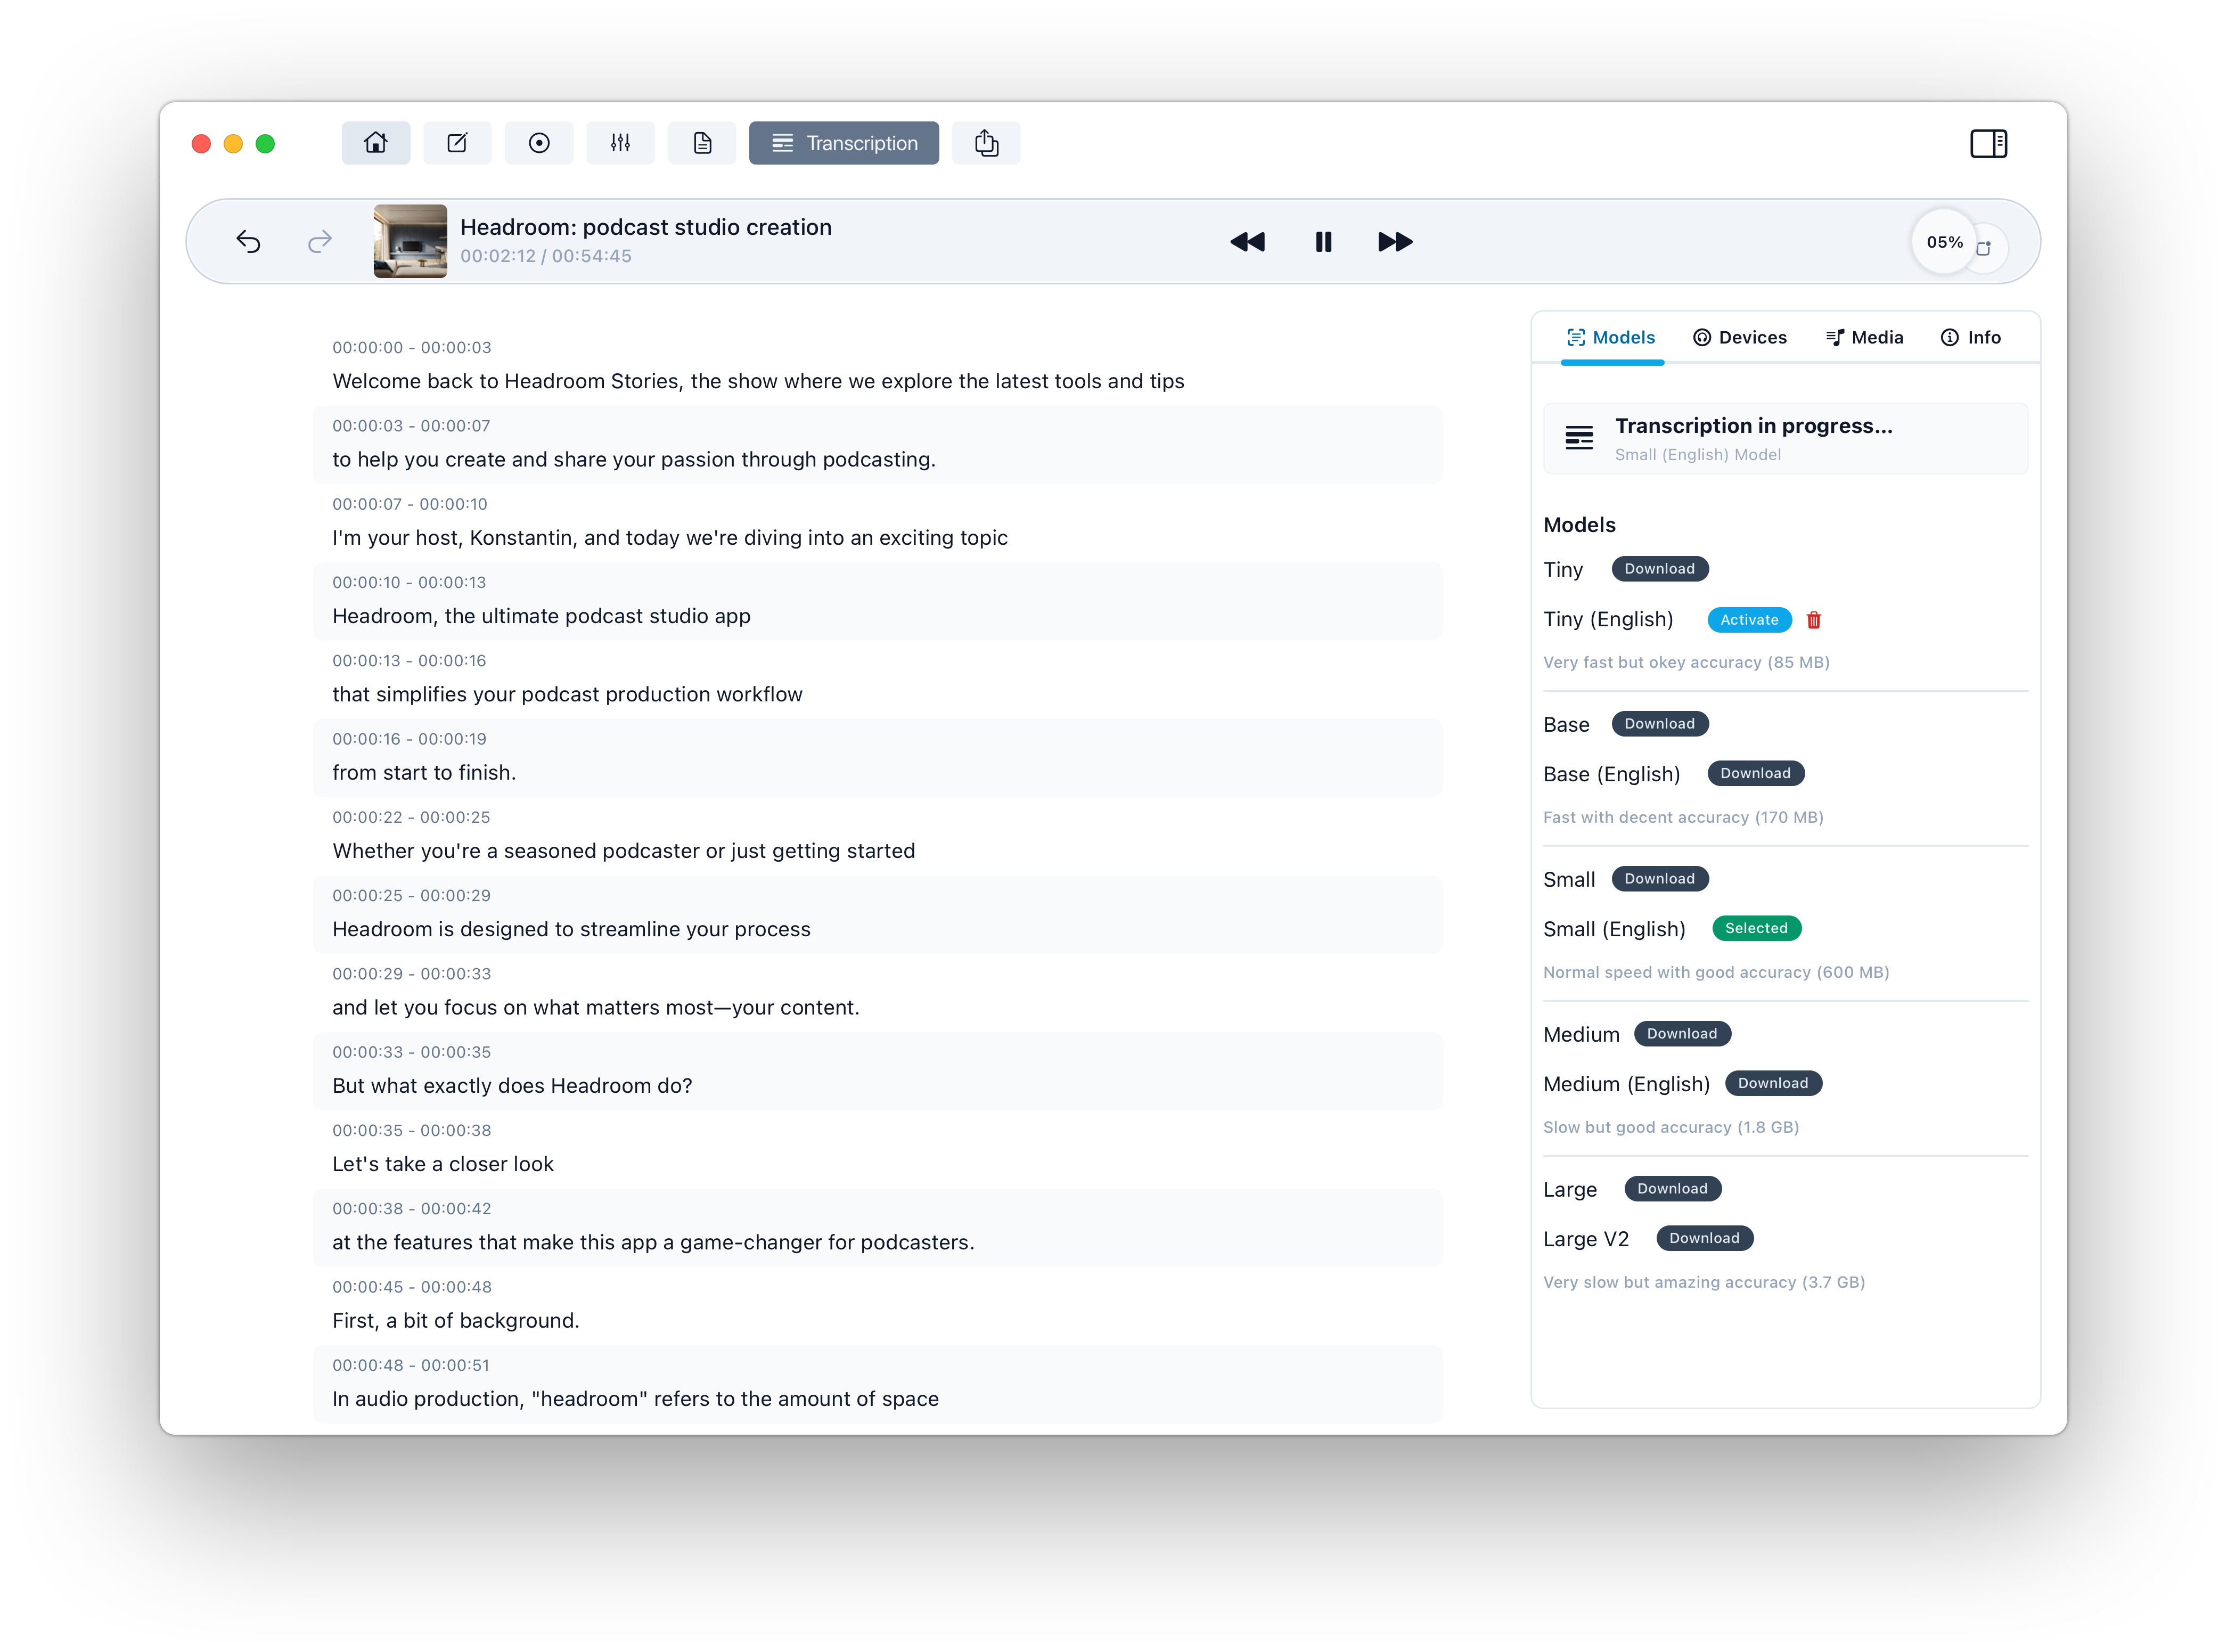 Transcription
Headroom: podcast studio creation
00:02:12 / 00:54:45
05%
00:00:00 - 00:00:03
Welcome back to Headroom Stories, the show where we explore the latest tools and tips
00:00:03 - 00:00:07
to help you create and share your passion through podcasting.
00:00:07 - 00:00:10
I'm your host, Konstantin, and today we're diving into an exciting topic
00:00:10 - 00:00:13
Headroom, the ultimate podcast studio app
00:00:13 - 00:00:16
that simplifies your podcast production workflow
00:00:16 - 00:00:19
from start to finish.
00:00:22 - 00:00:25
Whether you're a seasoned podcaster or just getting started
00:00:25 - 00:00:29
Headroom is designed to streamline your process
00:00:29 - 00:00:33
and let you focus on what matters most—your content.
00:00:33 - 00:00:35
But what exactly does Headroom do?
00:00:35 - 00:00:38
Let's take a closer look
00:00:38 - 00:00:42
at the features that make this app a game-changer for podcasters.
00:00:45 - 00:00:48
First, a bit of background.
00:00:48 - 00:00:51
In audio production, "headroom" refers to the amount of space
Models Devices Media Info
Transcription in progress...
Small (English) Model
Models
Tiny Download
Tiny (English) Activate
Very fast but okey accuracy (85 MB)
Base Download
Base (English) Download
Fast with decent accuracy (170 MB)
Small Download
Small (English) Selected
Normal speed with good accuracy (600 MB)
Medium Download
Medium (English) Download
Slow but good accuracy (1.8 GB)
Large Download
Large V2 Download
Very slow but amazing accuracy (3.7 GB)